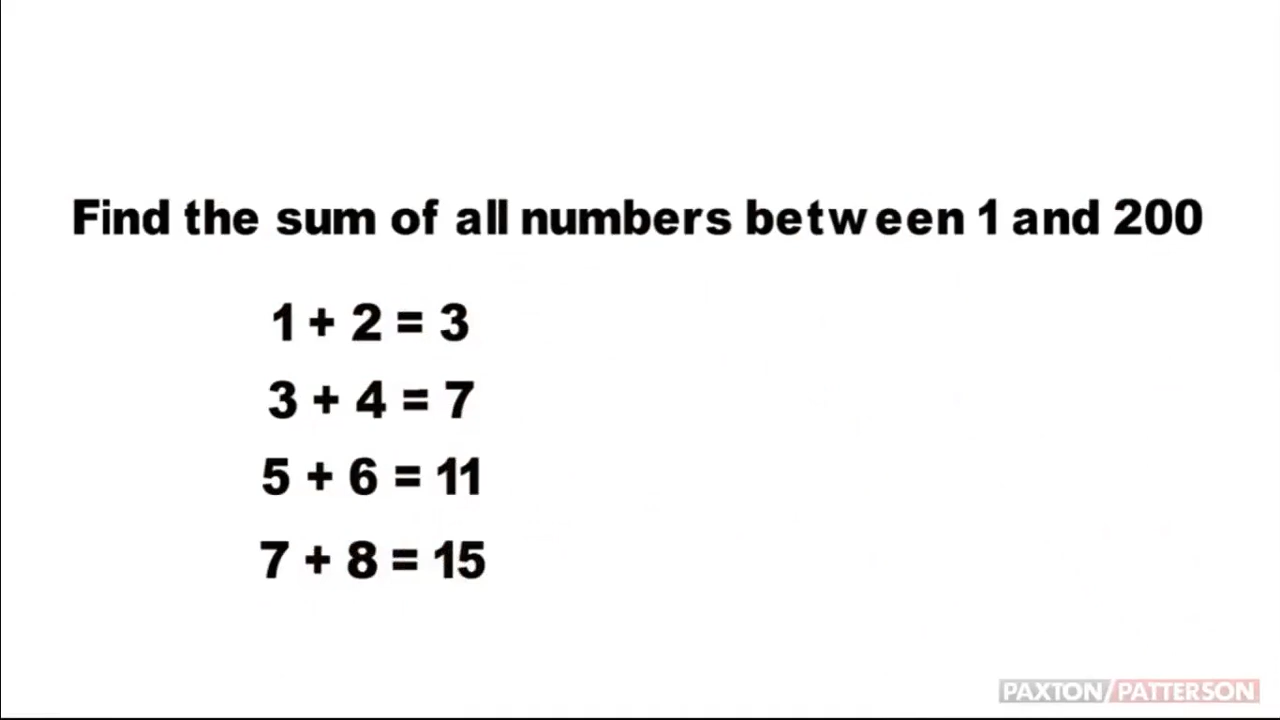 Find the sum of all numbers between 1 and 200
1 + 2 = 3
3 + 4 = 7
5 + 6 = 11
7 + 8 = 15
PAXTON/PATTERSON